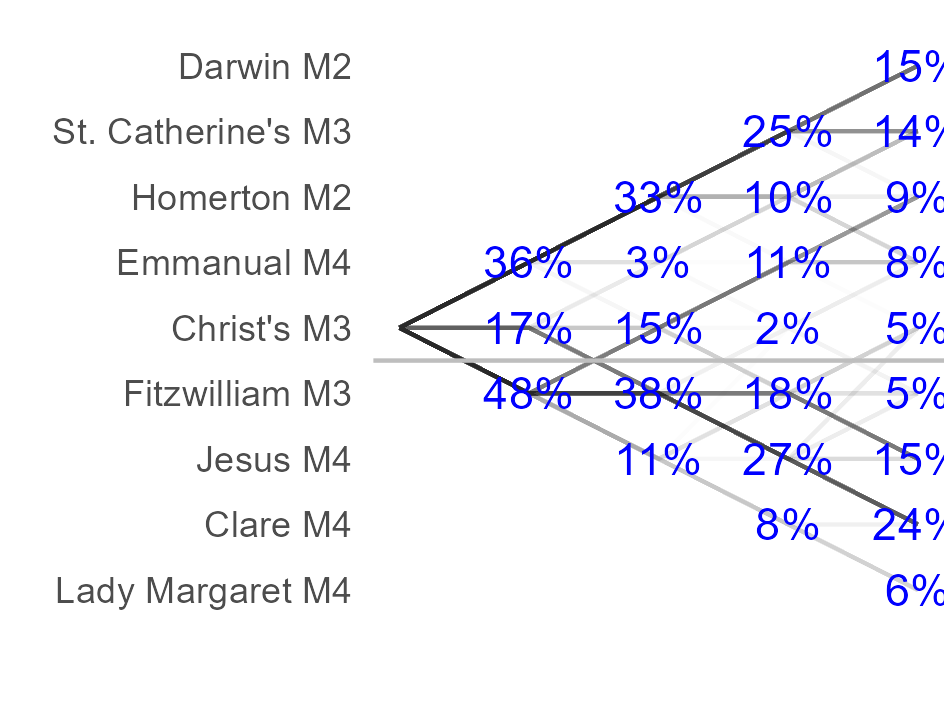 Darwin M2 15%
St. Catherine's M3 25% 14%
Homerton M2 33% 10% 9%
Emmanual M4 36% 3% 11% 8%
Christ's M3 17% 15% 2% 5%
Fitzwilliam M3 48% 38% 18% 5%
Jesus M4 11% 27% 15%
Clare M4 8% 24%
Lady Margaret M4 6%